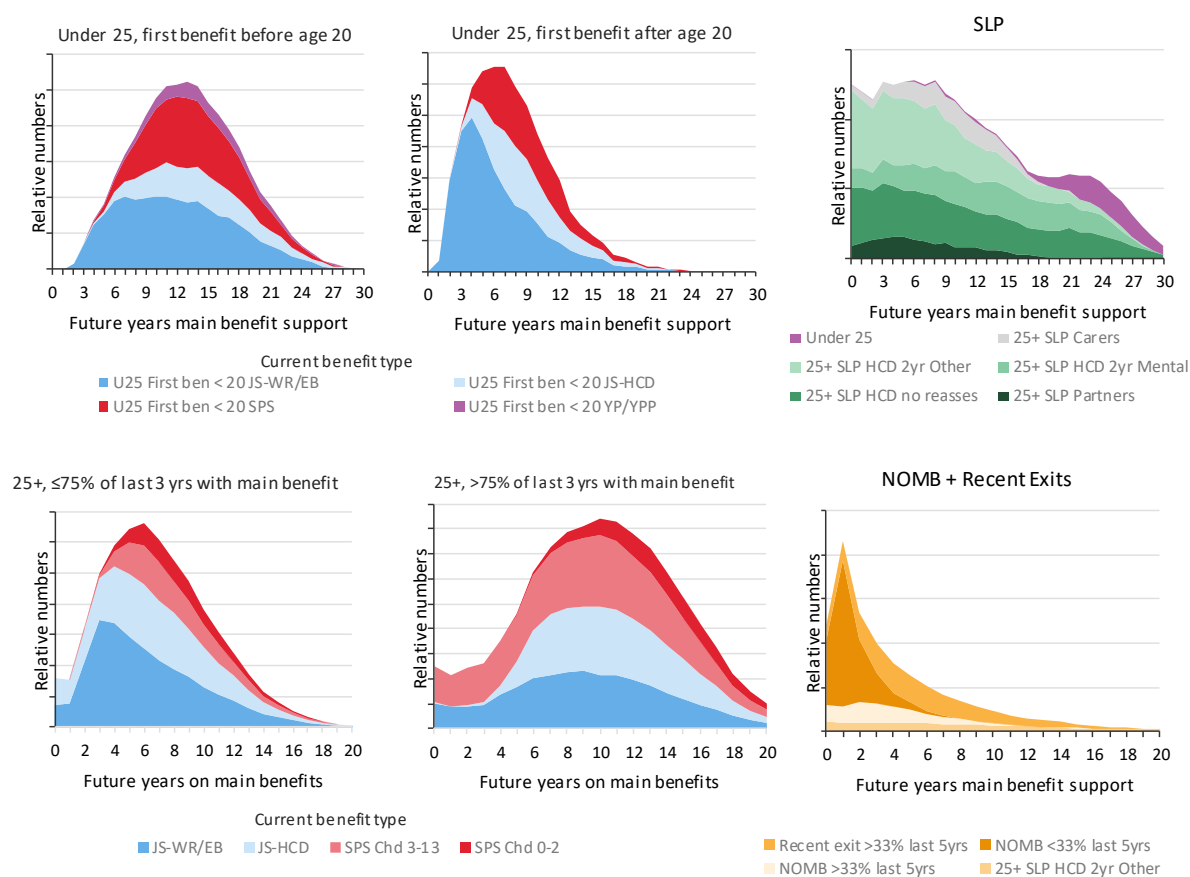 Under 25, first benefit before age 20
Relative numbers
0 3 6 9 12 15 18 21 24 27 30
Future years main benefit support
Under 25, first benefit after age 20
Relative numbers
0 3 6 9 12 15 18 21 24 27 30
Future years main benefit support
Current benefit type
U25 First ben < 20 JS-WR/EB
U25 First ben < 20 JS-HCD
U25 First ben < 20 SPS
U25 First ben < 20 YP/YPP
SLP
Relative numbers
0 3 6 9 12 15 18 21 24 27 30
Future years main benefit support
Under 25
25+ SLP Carers
25+ SLP HCD 2yr Other
25+ SLP HCD 2yr Mental
25+ SLP HCD no reasses
25+ SLP Partners
25+, ≤75% of last 3 yrs with main benefit
Relative numbers
0 2 4 6 8 10 12 14 16 18 20
Future years on main benefits
25+, >75% of last 3 yrs with main benefit
Relative numbers
0 2 4 6 8 10 12 14 16 18 20
Future years on main benefits
Current benefit type
JS-WR/EB
JS-HCD
SPS Chd 3-13
SPS Chd 0-2
NOMB + Recent Exits
Relative numbers
0 2 4 6 8 10 12 14 16 18 20
Future years main benefit support
Recent exit >33% last 5yrs
NOMB <33% last 5yrs
NOMB >33% last 5yrs
25+ SLP HCD 2yr Other